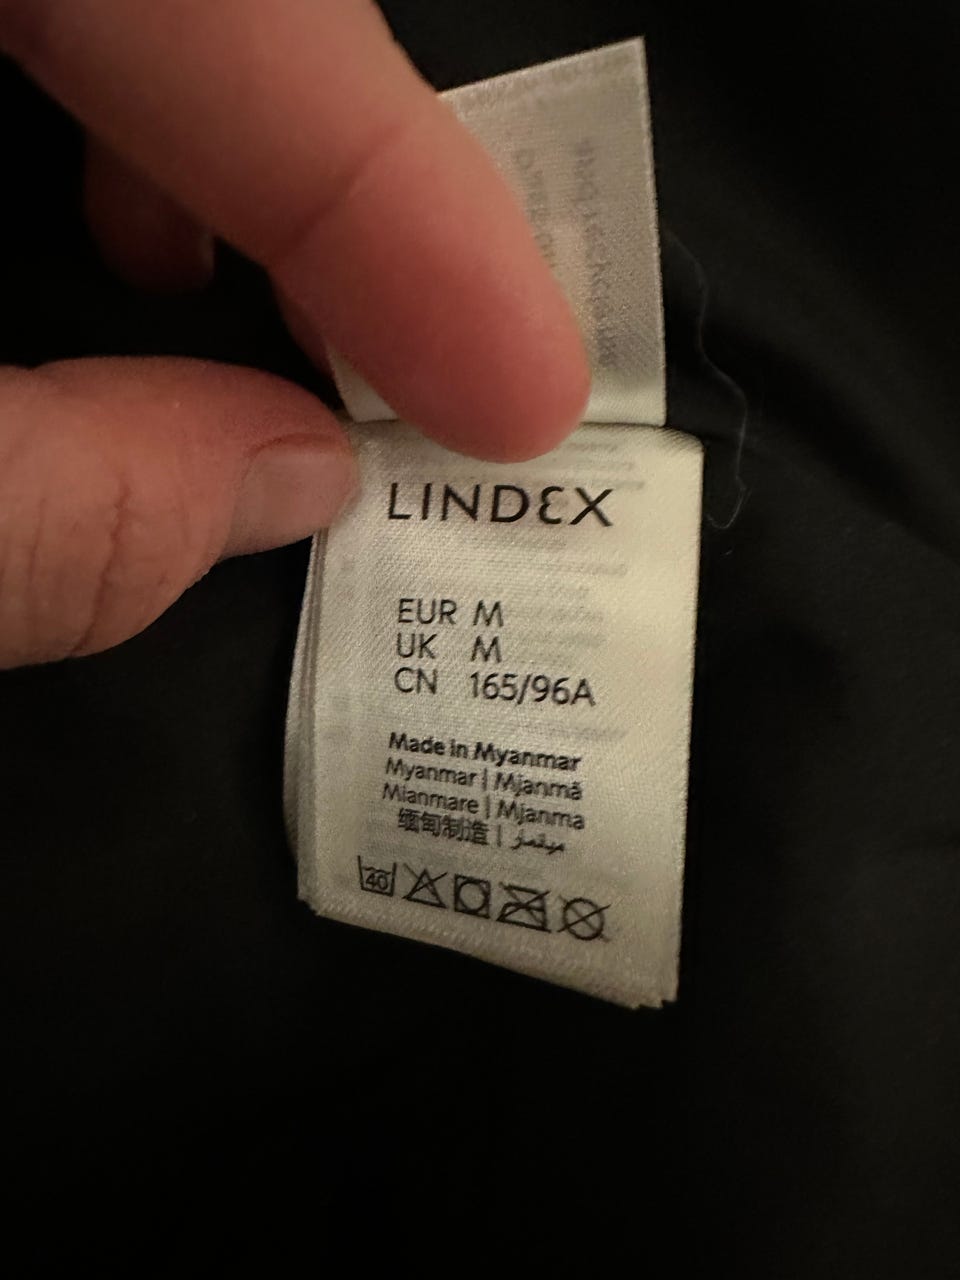 LINDEX
EUR M
UK M
CN 165/96A
Made in Myanmar
Myanmar | Mjanmā
Mianmare | Mjanma
缅甸制造 | ميانمار
40